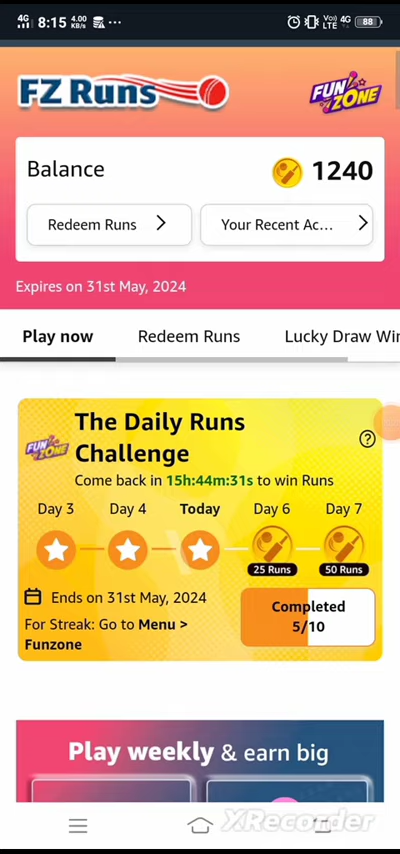 4G 8:15 4.00 KB/s ... Vo)) LTE 4G 88
FZ Runs FUN ZONE
Balance 1240
Redeem Runs > Your Recent Ac... >
Expires on 31st May, 2024
Play now Redeem Runs Lucky Draw Win
The Daily Runs
Challenge
FUN ZONE
?
Come back in 15h:44m:31s to win Runs
Day 3 Day 4 Today Day 6 Day 7
25 Runs 50 Runs
Ends on 31st May, 2024
For Streak: Go to Menu >
Funzone
Completed
5/10
Play weekly & earn big
XRecorder